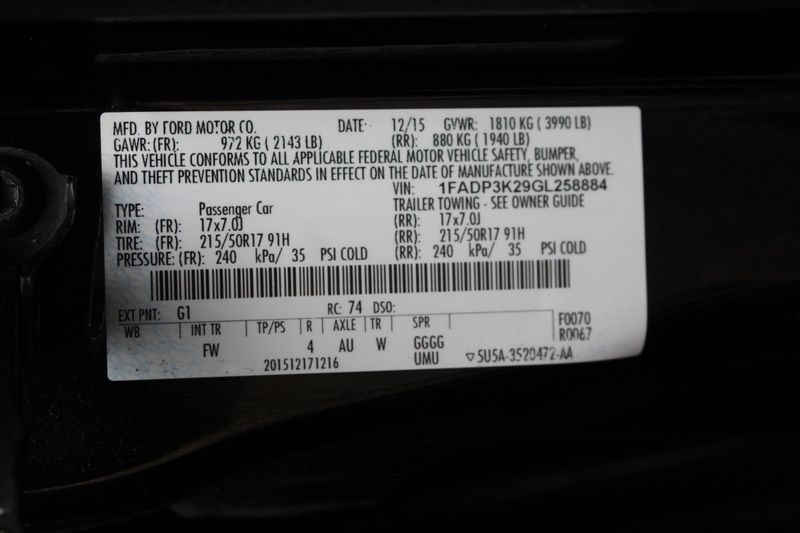 MFD. BY FORD MOTOR CO. DATE: 12/15 GVWR: 1810 KG ( 3990 LB)
GAWR: (FR): 972 KG ( 2143 LB) (RR): 880 KG ( 1940 LB)
THIS VEHICLE CONFORMS TO ALL APPLICABLE FEDERAL MOTOR VEHICLE SAFETY, BUMPER,
AND THEFT PREVENTION STANDARDS IN EFFECT ON THE DATE OF MANUFACTURE SHOWN ABOVE.
VIN: 1FADP3K29GL258884
TYPE: Passenger Car TRAILER TOWING - SEE OWNER GUIDE
RIM: (FR): 17x7.0J (RR): 17x7.0J
TIRE: (FR): 215/50R17 91H (RR): 215/50R17 91H
PRESSURE: (FR): 240 kPa/ 35 PSI COLD (RR): 240 kPa/ 35 PSI COLD
EXT PNT: G1 RC: 74 DSO:
WB INT TR TP/PS R AXLE TR SPR F0070
R0067
FW 4 AU W GGGG
201512171216 UMU ▽5U5A-3520472-AA